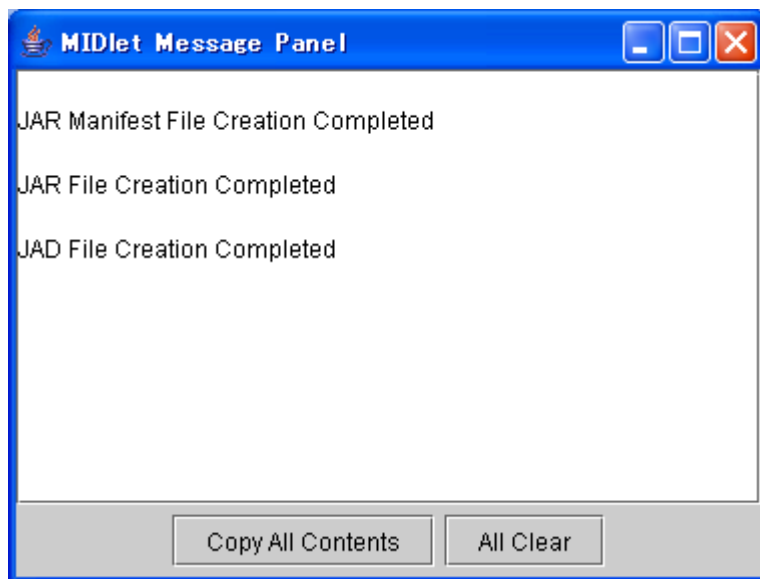 MIDlet Message Panel
JAR Manifest File Creation Completed
JAR File Creation Completed
JAD File Creation Completed
Copy All Contents
All Clear